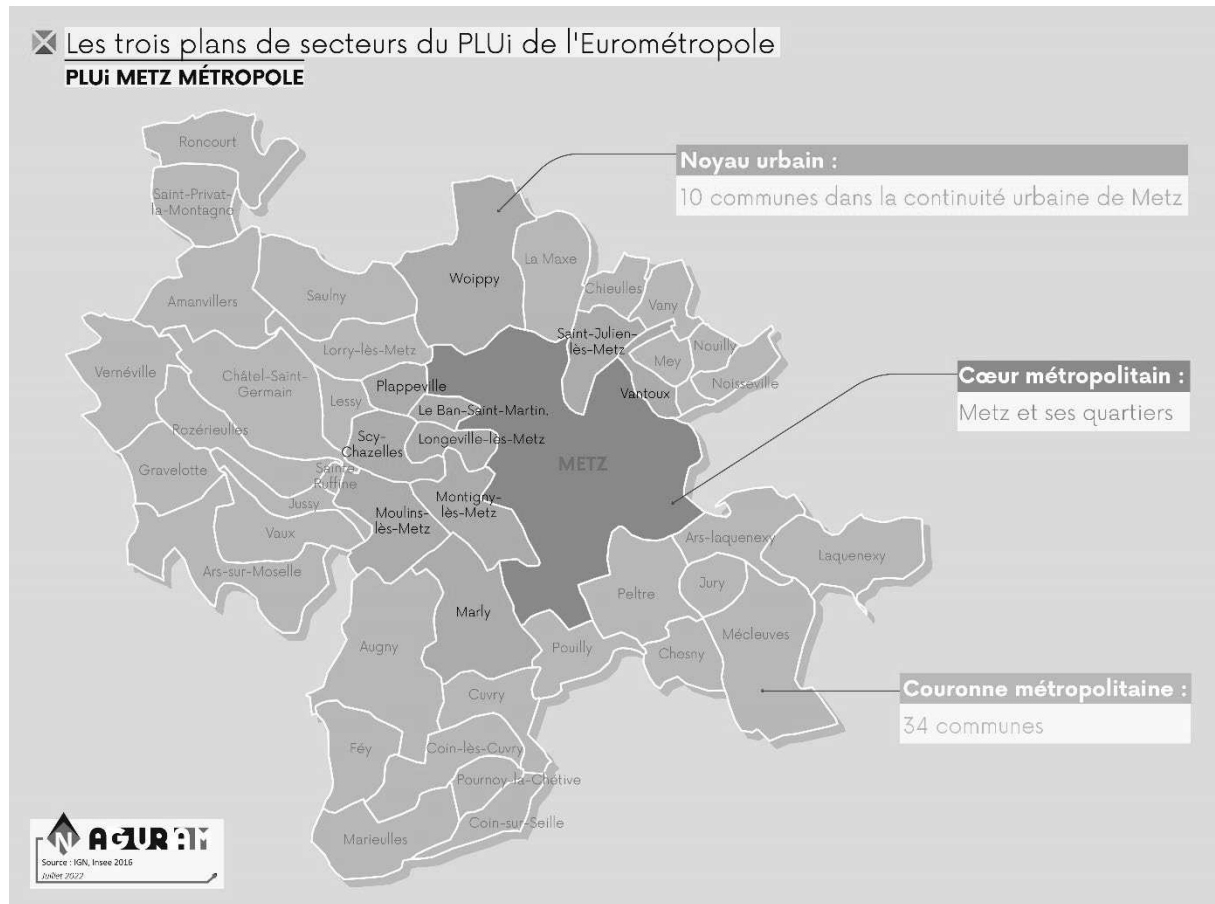 Les trois plans de secteurs du PLUi de l'Eurométropole
PLUi METZ MÉTROPOLE
Roncourt
Saint-Privat-
la-Montagne
Noyau urbain :
10 communes dans la continuité urbaine de Metz
Woippy
La Maxe
Chieulles
Vany
Amanvillers
Saulny
Saint-Julien-
lès-Metz
Lorry-lès-Metz
Mey
Nouilly
Noisseville
Vernéville
Châtel-Saint-
Germain
Lessy
Plappeville
Vantoux
Cœur métropolitain :
Metz et ses quartiers
Le Ban-Saint-Martin.
Rozérieulles
Scy-
Chazelles
Longeville-lès-Metz
METZ
Gravelotte
Sainte
Ruffine
Jussy
Moulins-
lès-Metz
Montigny-
lès-Metz
Vaux
Ars-sur-Moselle
Ars-laquenexy
Laquenexy
Peltre
Jury
Marly
Mécleuves
Augny
Pouilly
Chesny
Cuvry
Couronne métropolitaine :
34 communes
Féy
Coin-lès-Cuvry
Pournoy-la-Chétive
Coin-sur-Seille
Marieulles
N AGURAM
Source : IGN, Insee 2016
Juillet 2022